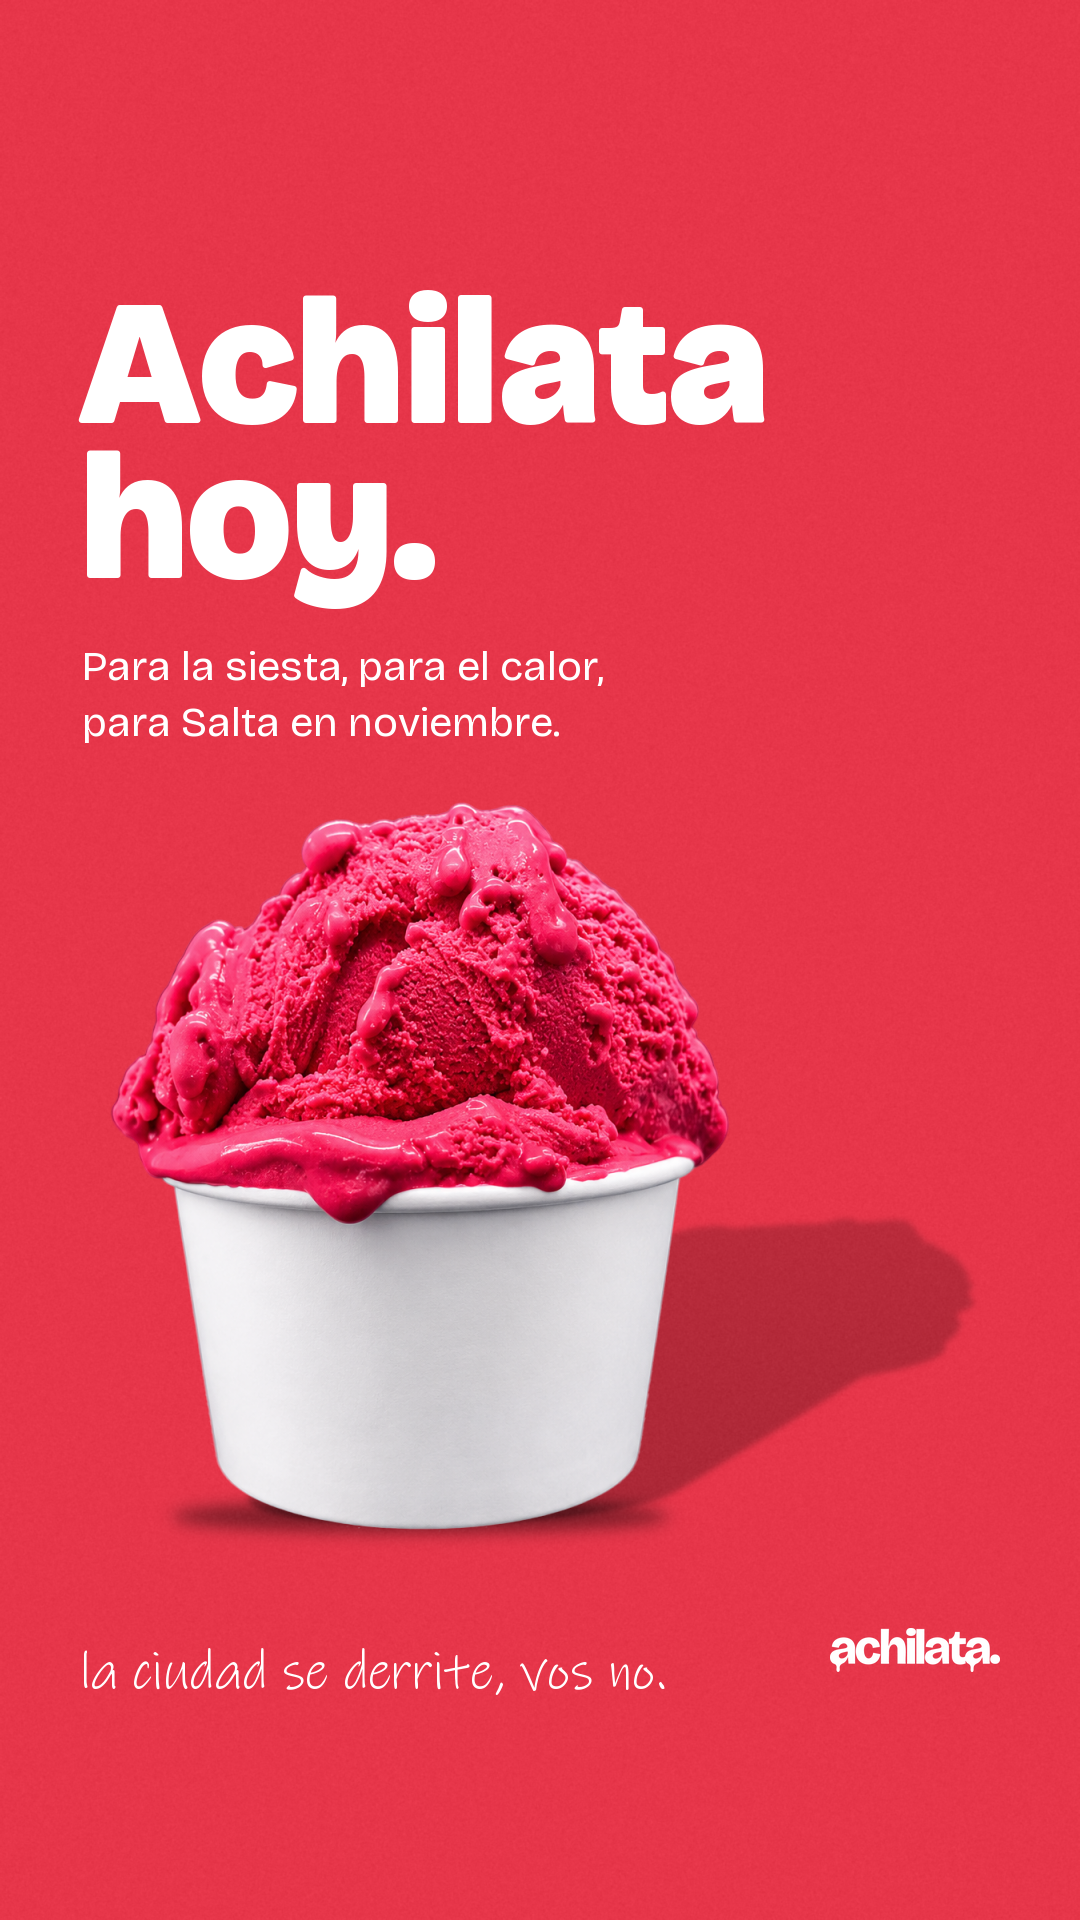 Achilata
hoy.
Para la siesta, para el calor,
para Salta en noviembre.
la ciudad se derrite, vos no.
achilata.